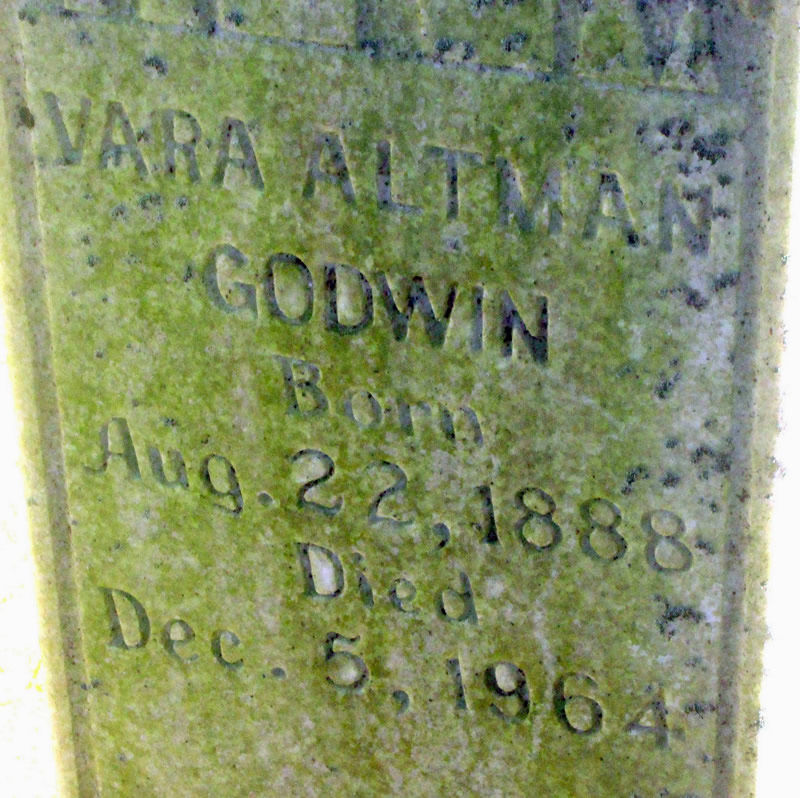 VARA ALTMAN
GODWIN
Born
Aug. 22, 1888
Died
Dec. 5, 1964